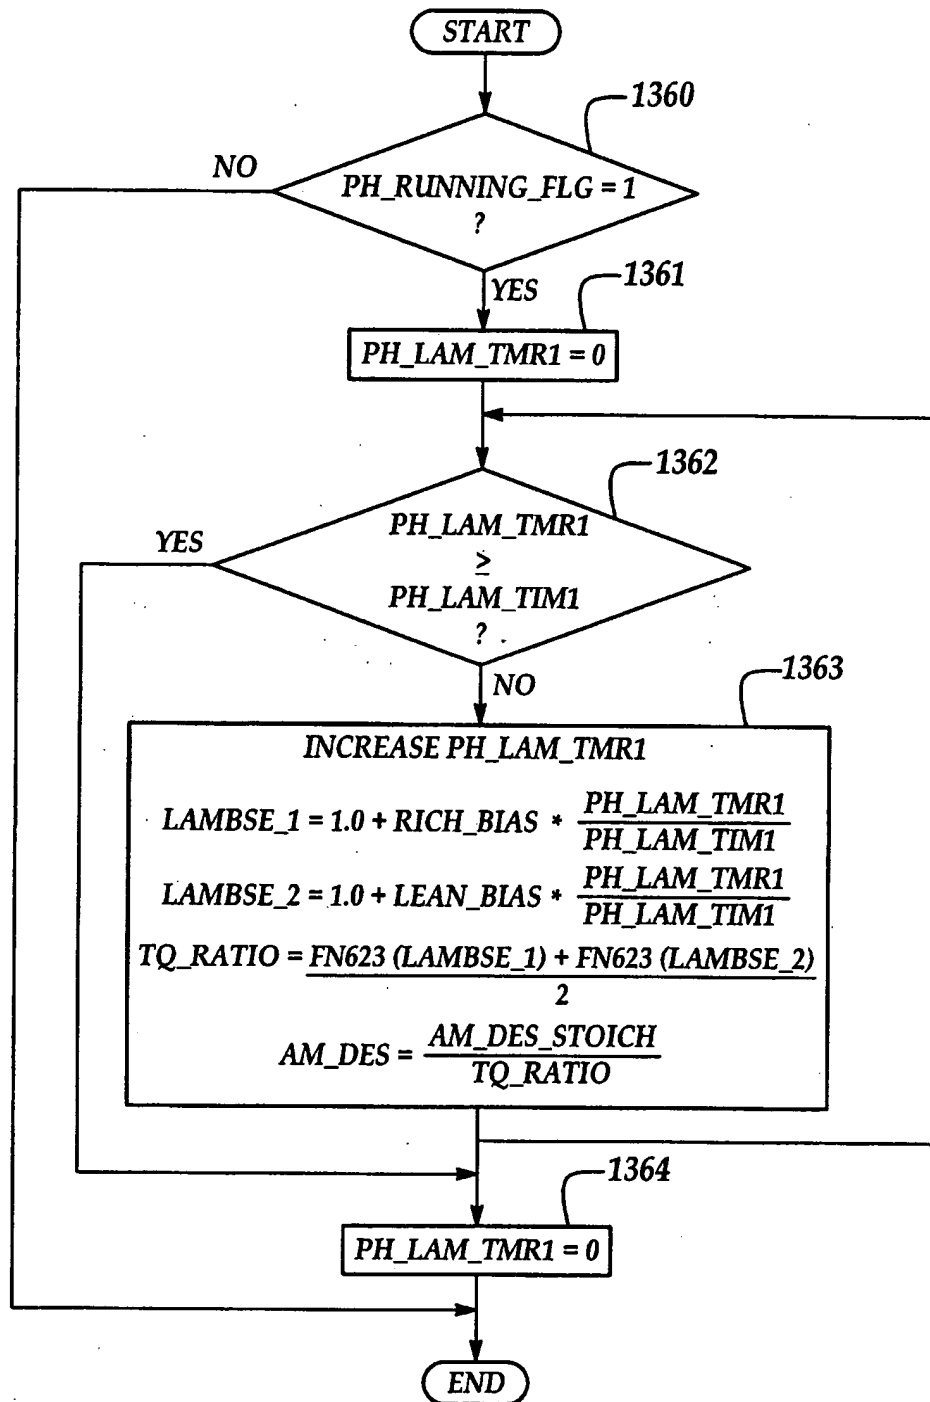 START
1360
NO
PH_RUNNING_FLG = 1
?
YES
1361
PH_LAM_TMR1 = 0
1362
YES
PH_LAM_TMR1
≥
PH_LAM_TIM1
?
NO
1363
INCREASE PH_LAM_TMR1
LAMBSE_1 = 1.0 + RICH_BIAS * PH_LAM_TMR1 / PH_LAM_TIM1
LAMBSE_2 = 1.0 + LEAN_BIAS * PH_LAM_TMR1 / PH_LAM_TIM1
TQ_RATIO = FN623 (LAMBSE_1) + FN623 (LAMBSE_2) / 2
AM_DES = AM_DES_STOICH / TQ_RATIO
1364
PH_LAM_TMR1 = 0
END